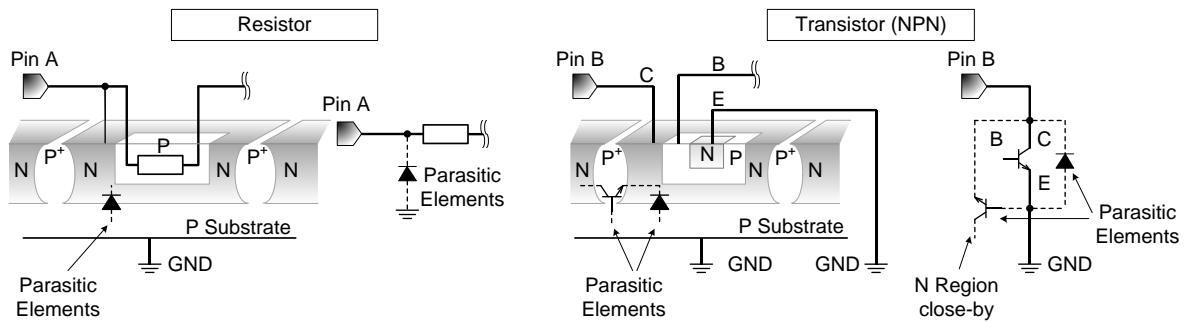 Resistor
Pin A
Pin A
N
P+
N
P
N
P+
N
Parasitic
Elements
P Substrate
GND
Parasitic
Elements
Transistor (NPN)
Pin B
C
B
E
Pin B
N
P+
N
N
P
N
P+
N
B
C
E
P Substrate
GND
GND
GND
Parasitic
Elements
Parasitic
Elements
N Region
close-by